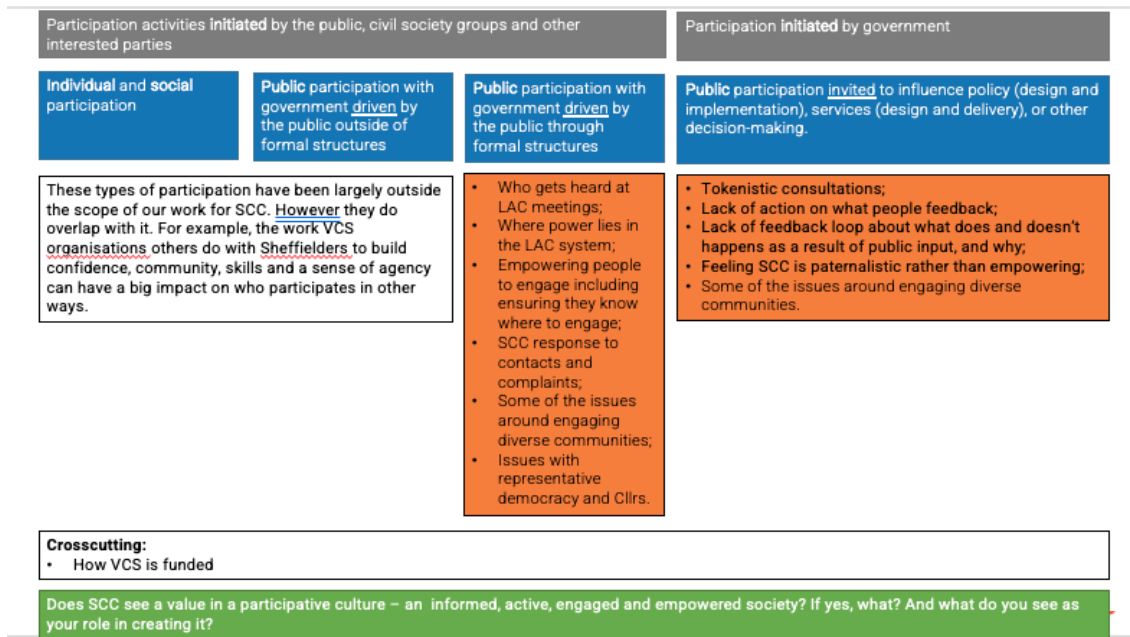 Participation activities initiated by the public, civil society groups and other
interested parties
Participation initiated by government
Individual and social
participation
Public participation with
government driven by
the public outside of
formal structures
Public participation with
government driven by
the public through
formal structures
Public participation invited to influence policy (design and
implementation), services (design and delivery), or other
decision-making.
These types of participation have been largely outside
the scope of our work for SCC. However they do
overlap with it. For example, the work VCS
organisations others do with Sheffielders to build
confidence, community, skills and a sense of agency
can have a big impact on who participates in other
ways.
• Who gets heard at
LAC meetings;
• Where power lies in
the LAC system;
• Empowering people
to engage including
ensuring they know
where to engage;
• SCC response to
contacts and
complaints;
• Some of the issues
around engaging
diverse communities;
• Issues with
representative
democracy and Cllrs.
• Tokenistic consultations;
• Lack of action on what people feedback;
• Lack of feedback loop about what does and doesn't
happens as a result of public input, and why;
• Feeling SCC is paternalistic rather than empowering;
• Some of the issues around engaging diverse
communities.
Crosscutting:
• How VCS is funded
Does SCC see a value in a participative culture – an informed, active, engaged and empowered society? If yes, what? And what do you see as
your role in creating it?